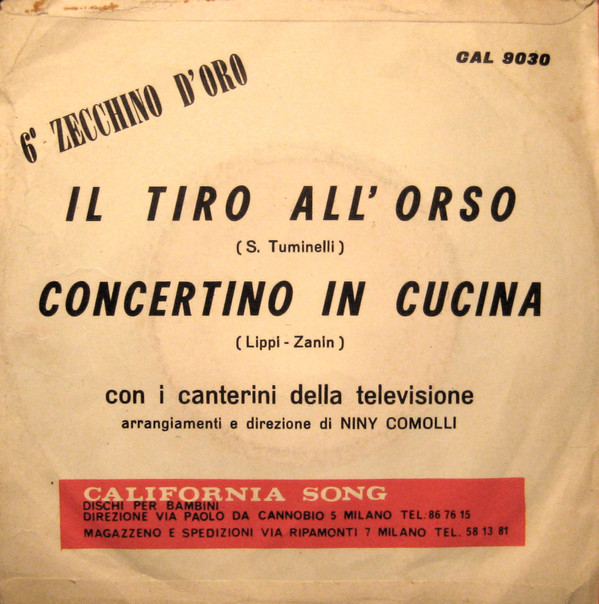 CAL 9030
6° ZECCHINO D'ORO
IL TIRO ALL'ORSO
(S. Tuminelli)
CONCERTINO IN CUCINA
(Lippi - Zanin)
con i canterini della televisione
arrangiamenti e direzione di NINY COMOLLI
CALIFORNIA SONG
DISCHI PER BAMBINI
DIREZIONE VIA PAOLO DA CANNOBIO 5 MILANO TEL. 86 76 15
MAGAZZENO E SPEDIZIONI VIA RIPAMONTI 7 MILANO TEL. 58 13 81